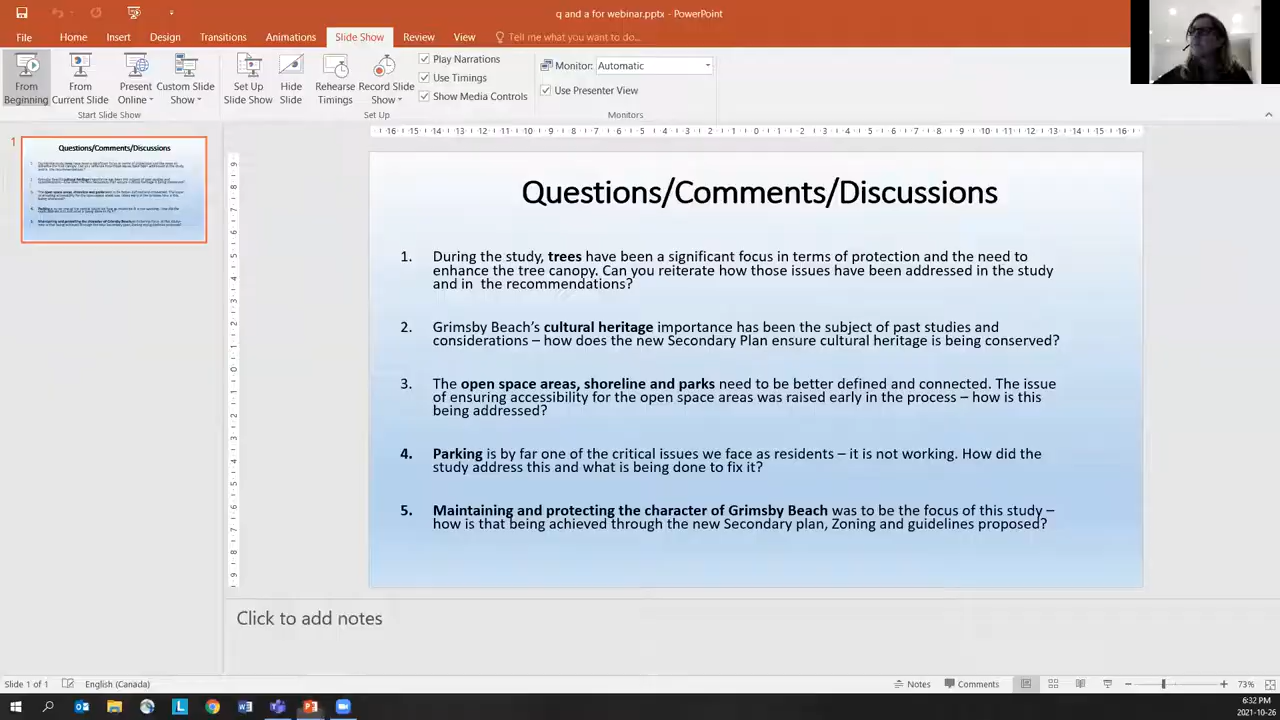 q and a for webinar.pptx - PowerPoint
File Home Insert Design Transitions Animations Slide Show Review View Tell me what you want to do...
From Beginning
From Current Slide
Present Online
Custom Slide Show
Set Up Slide Show
Hide Slide
Rehearse Timings
Record Slide Show
Play Narrations
Use Timings
Show Media Controls
Monitor: Automatic
Use Presenter View
Start Slide Show Set Up Monitors
1
Questions/Comments/Discussions
Questions/Comments/Discussions
1. During the study, trees have been a significant focus in terms of protection and the need to
enhance the tree canopy. Can you reiterate how those issues have been addressed in the study
and in the recommendations?
2. Grimsby Beach’s cultural heritage importance has been the subject of past studies and
considerations – how does the new Secondary Plan ensure cultural heritage is being conserved?
3. The open space areas, shoreline and parks need to be better defined and connected. The issue
of ensuring accessibility for the open space areas was raised early in the process – how is this
being addressed?
4. Parking is by far one of the critical issues we face as residents – it is not working. How did the
study address this and what is being done to fix it?
5. Maintaining and protecting the character of Grimsby Beach was to be the focus of this study –
how is that being achieved through the new Secondary plan, Zoning and guidelines proposed?
Click to add notes
Slide 1 of 1 English (Canada) Notes Comments 73%
6:32 PM
2021-10-26